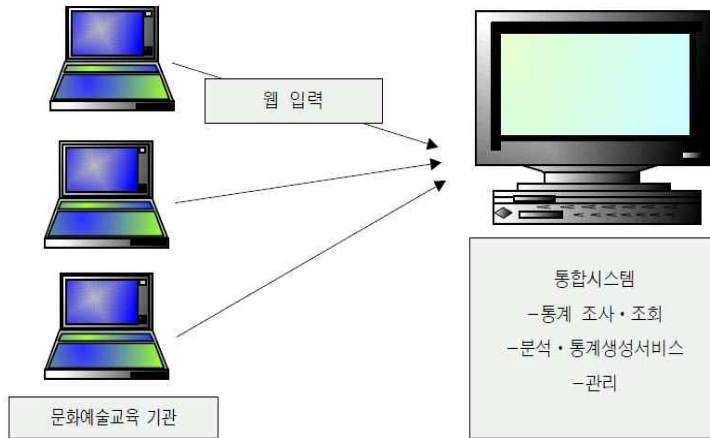 웹 입력
통합시스템
-통계 조사·조회
-분석·통계생성서비스
-관리
문화예술교육 기관